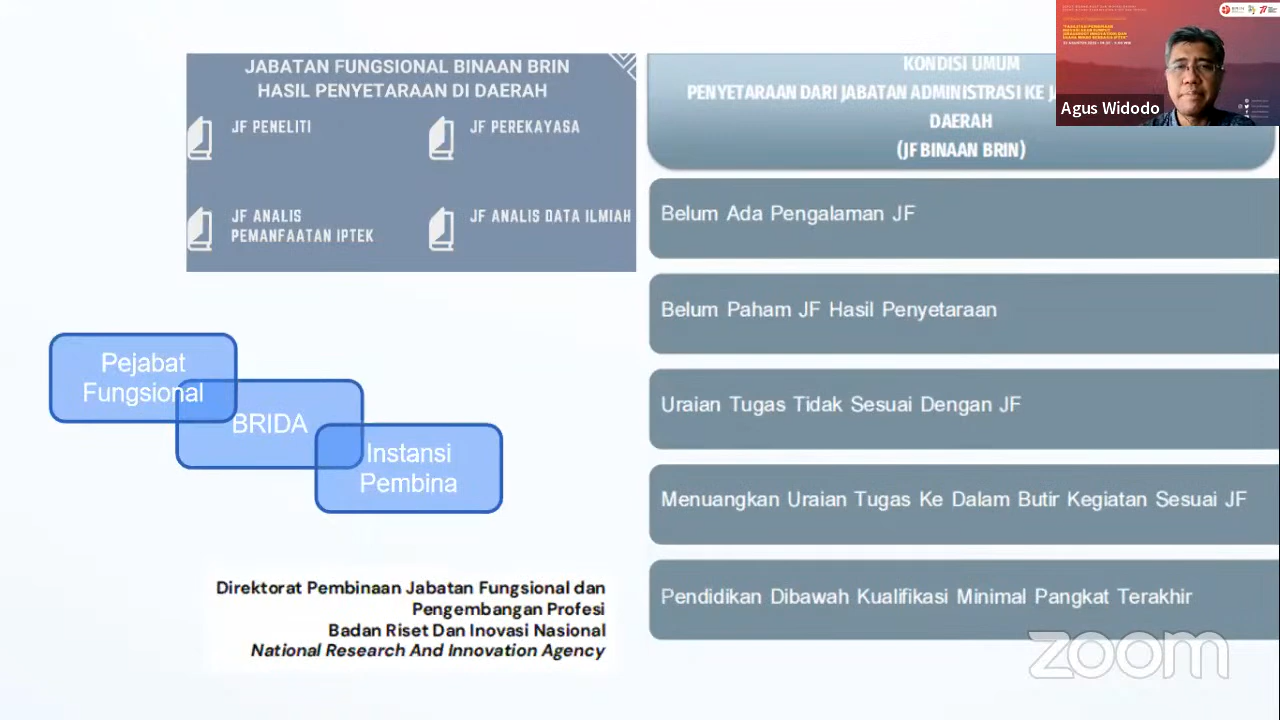 JABATAN FUNGSIONAL BINAAN BRIN
HASIL PENYETARAAN DI DAERAH
JF PENELITI
JF PEREKAYASA
JF ANALIS
PEMANFAATAN IPTEK
JF ANALIS DATA ILMIAH
Pejabat
Fungsional
BRIDA
Instansi
Pembina
Direktorat Pembinaan Jabatan Fungsional dan
Pengembangan Profesi
Badan Riset Dan Inovasi Nasional
National Research And Innovation Agency
KONDISI UMUM
PENYETARAAN DARI JABATAN ADMINISTRASI KE
DAERAH
(JF BINAAN BRIN)
Belum Ada Pengalaman JF
Belum Paham JF Hasil Penyetaraan
Uraian Tugas Tidak Sesuai Dengan JF
Menuangkan Uraian Tugas Ke Dalam Butir Kegiatan Sesuai JF
Pendidikan Dibawah Kualifikasi Minimal Pangkat Terakhir
Agus Widodo
zoom